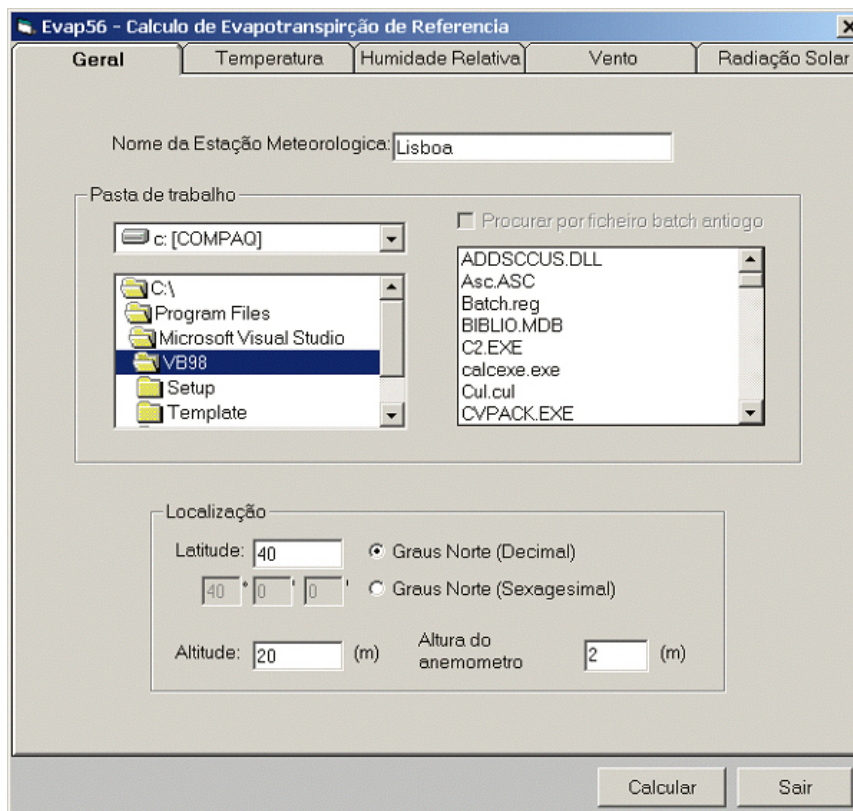 Evap56 - Calculo de Evapotranspirção de Referencia
Geral Temperatura Humidade Relativa Vento Radiação Solar
Nome da Estação Meteorologica: Lisboa
Pasta de trabalho
c: [COMPAQ]
C:\
Program Files
Microsoft Visual Studio
VB98
Setup
Template
Procurar por ficheiro batch antiogo
ADDSCCUS.DLL
Asc.ASC
Batch.reg
BIBLIO.MDB
C2.EXE
calcexe.exe
Cul.cul
CVPACK.EXE
Localização
Latitude: 40 Graus Norte (Decimal)
40 ° 0 ' 0 ' Graus Norte (Sexagesimal)
Altitude: 20 (m)
Altura do
anemometro 2 (m)
Calcular Sair